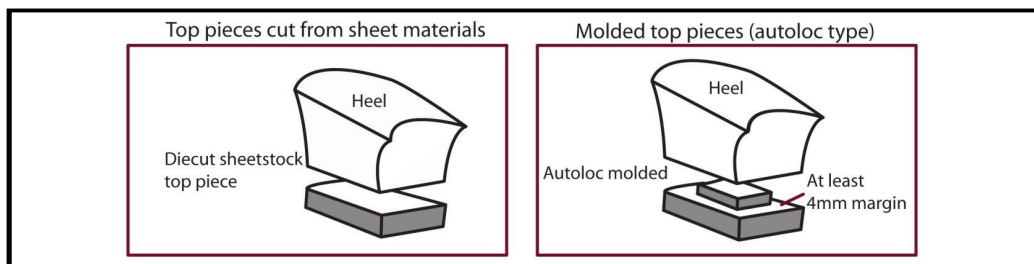 Top pieces cut from sheet materials
Heel
Diecut sheetstock
top piece
Molded top pieces (autoloc type)
Heel
Autoloc molded
At least
4mm margin